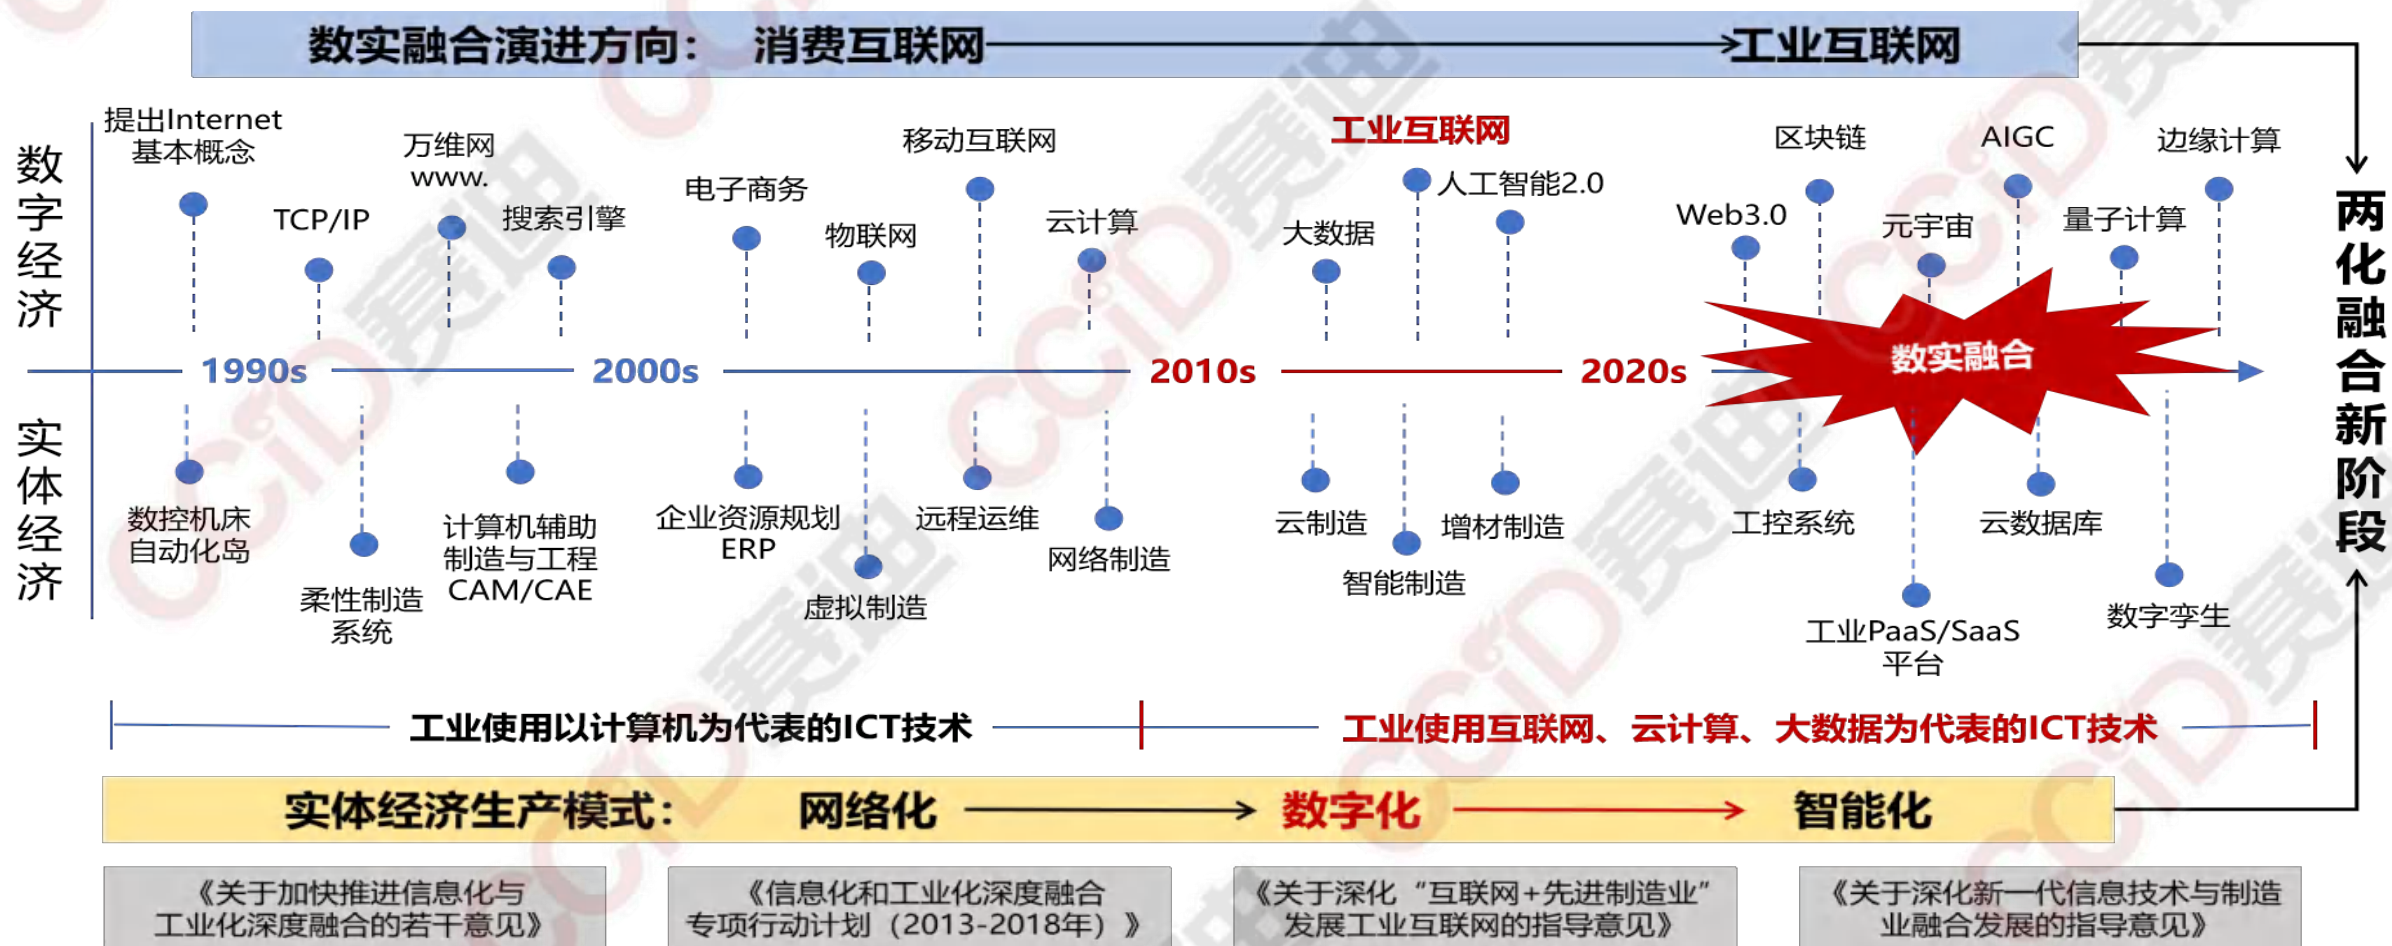 数实融合演进方向： 消费互联网 工业互联网
数字经济
提出Internet
基本概念
TCP/IP
万维网
www.
搜索引擎
电子商务
物联网
移动互联网
云计算
大数据
工业互联网
人工智能2.0
Web3.0
区块链
元宇宙
AIGC
量子计算
边缘计算
1990s
2000s
2010s
2020s
数实融合
实体经济
数控机床
自动化岛
柔性制造
系统
计算机辅助
制造与工程
CAM/CAE
企业资源规划
ERP
虚拟制造
远程运维
网络制造
云制造
智能制造
增材制造
工控系统
工业PaaS/SaaS
平台
云数据库
数字孪生
两化融合新阶段
工业使用以计算机为代表的ICT技术
工业使用互联网、云计算、大数据为代表的ICT技术
实体经济生产模式： 网络化 数字化 智能化
《关于加快推进信息化与
工业化深度融合的若干意见》
《信息化和工业化深度融合
专项行动计划（2013-2018年）》
《关于深化“互联网+先进制造业”
发展工业互联网的指导意见》
《关于深化新一代信息技术与制造
业融合发展的指导意见》
CCiD赛迪